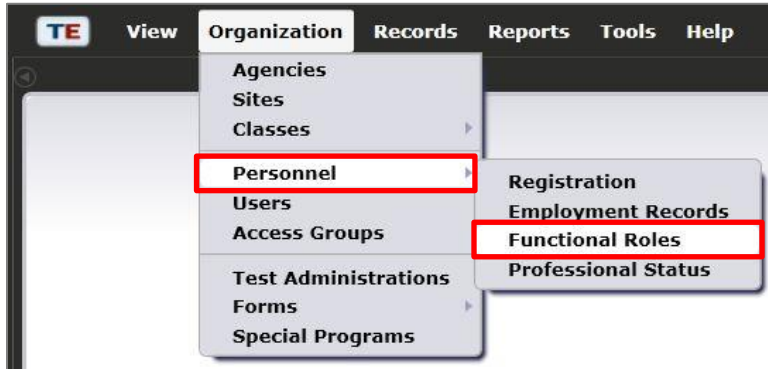 TE View Organization Records Reports Tools Help
Agencies
Sites
Classes
Personnel
Users
Access Groups
Test Administrations
Forms
Special Programs
Registration
Employment Records
Functional Roles
Professional Status